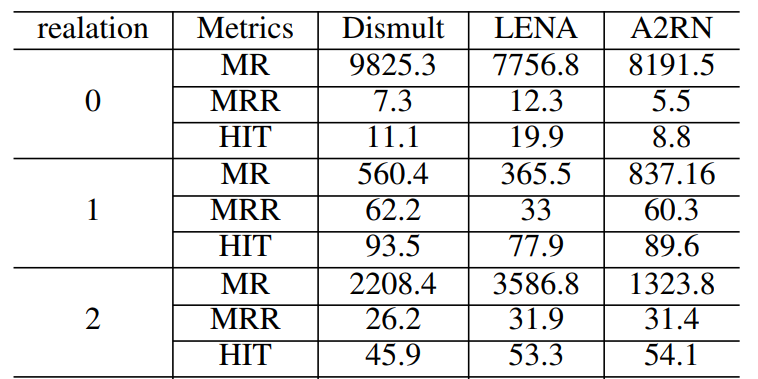 realation Metrics Dismult LENA A2RN
MR 9825.3 7756.8 8191.5
0 MRR 7.3 12.3 5.5
HIT 11.1 19.9 8.8
MR 560.4 365.5 837.16
1 MRR 62.2 33 60.3
HIT 93.5 77.9 89.6
MR 2208.4 3586.8 1323.8
2 MRR 26.2 31.9 31.4
HIT 45.9 53.3 54.1